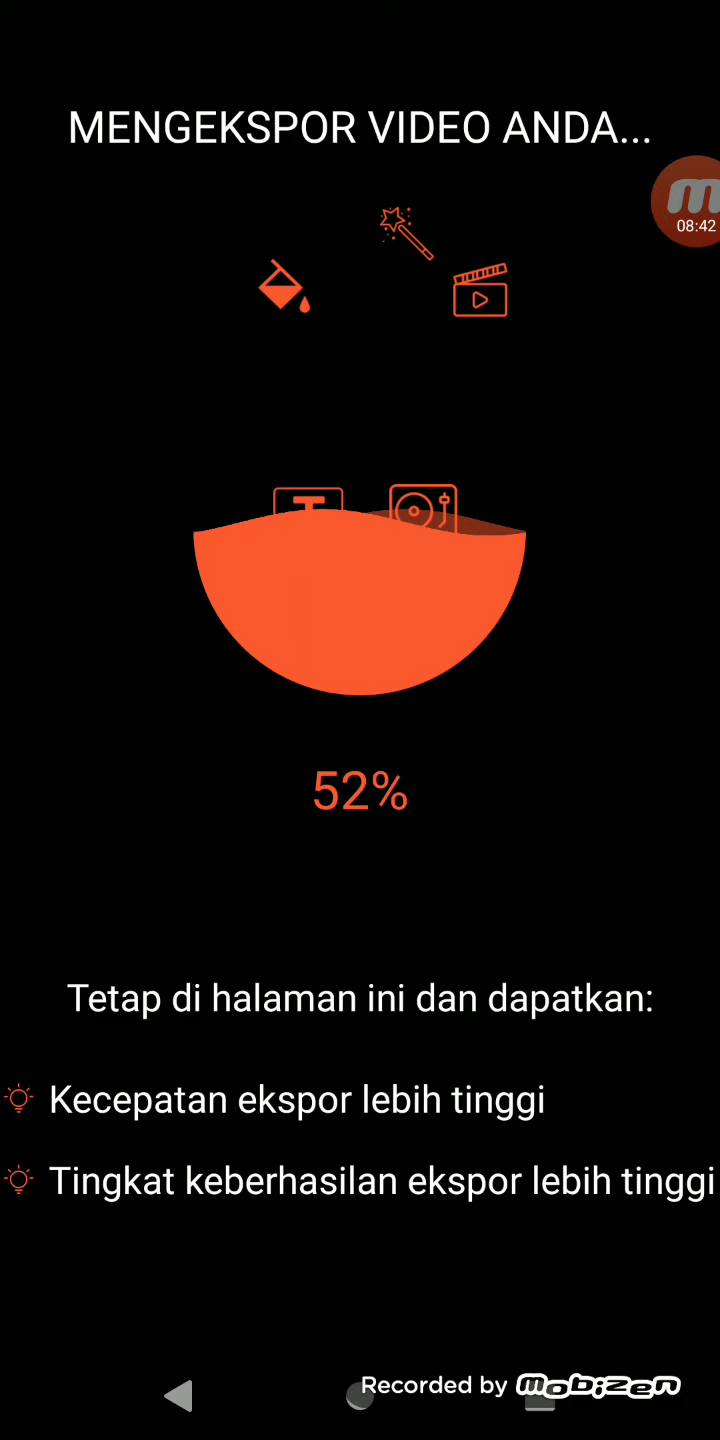 MENGEKSPOR VIDEO ANDA...
m
08:42
T
52%
Tetap di halaman ini dan dapatkan:
Kecepatan ekspor lebih tinggi
Tingkat keberhasilan ekspor lebih tinggi
Recorded by mobizen